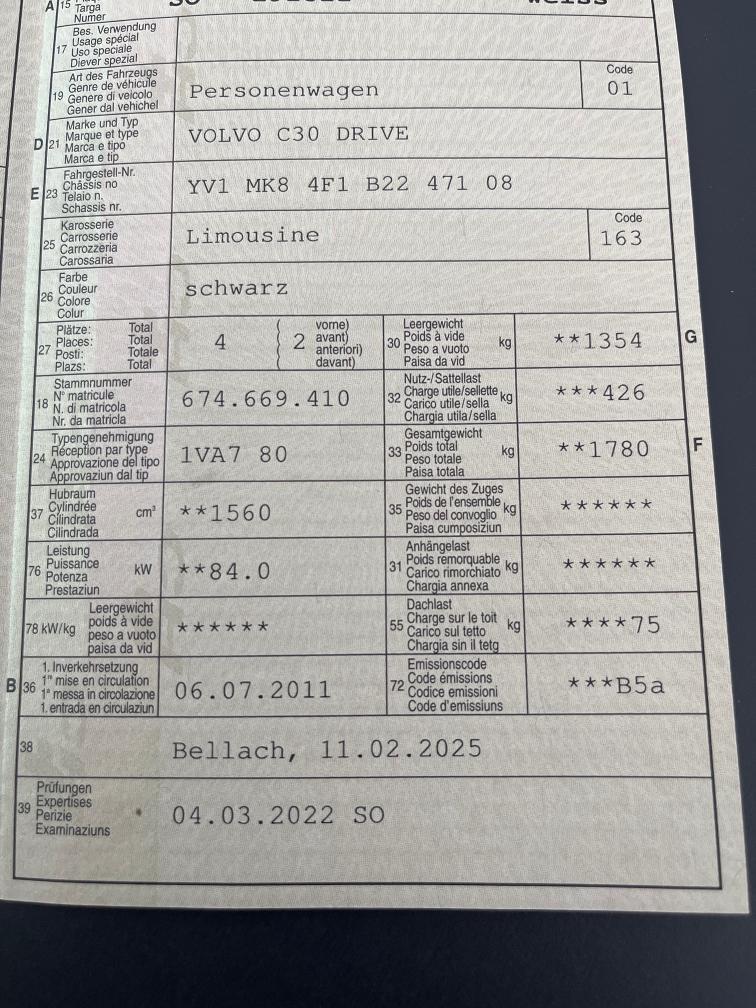 A 15 Targa
Numer
weiss
17 Bes. Verwendung
Usage spécial
Uso speciale
Diever spezial
19 Art des Fahrzeugs
Genre de véhicule
Genere di veicolo
Gener dal vehichel
Personenwagen
Code
01
D 21 Marke und Typ
Marque et type
Marca e tipo
Marca e tip
VOLVO C30 DRIVE
E 23 Fahrgestell-Nr.
Châssis no
Telaio n.
Schassis nr.
YV1 MK8 4F1 B22 471 08
25 Karosserie
Carrosserie
Carrozzeria
Carossaria
Limousine
Code
163
26 Farbe
Couleur
Colore
Colur
schwarz
27 Plätze: Total
Places: Total
Posti: Totale
Plazs: Total
4 ( 2 vorne)
( avant)
( anteriori)
( davant)
30 Leergewicht
Poids à vide
Peso a vuoto
Paisa da vid
kg
**1354
G
18 Stammnummer
N° matricule
N. di matricola
Nr. da matricla
674.669.410
32 Nutz-/Sattellast
Charge utile/sellette
Carico utile/sella
Chargia utila/sella
kg
***426
24 Typengenehmigung
Réception par type
Approvazione del tipo
Approvaziun dal tip
1VA7 80
33 Gesamtgewicht
Poids total
Peso totale
Paisa totala
kg
**1780
F
37 Hubraum
Cylindrée
Cilindrata
Cilindrada
cm³
**1560
35 Gewicht des Zuges
Poids de l'ensemble
Peso del convoglio
Paisa cumposiziun
kg
******
76 Leistung
Puissance
Potenza
Prestaziun
kW
**84.0
31 Anhängelast
Poids remorquable
Carico rimorchiato
Chargia annexa
kg
******
78 kW/kg
Leergewicht
poids à vide
peso a vuoto
paisa da vid
******
55 Dachlast
Charge sur le toit
Carico sul tetto
Chargia sin il tetg
kg
****75
B 36 1. Inverkehrsetzung
1re mise en circulation
1a messa in circolazione
1. entrada en circulaziun
06.07.2011
72 Emissionscode
Code émissions
Codice emissioni
Code d'emissiuns
***B5a
38
Bellach, 11.02.2025
39 Prüfungen
Expertises
Perizie
Examinaziuns
04.03.2022 SO